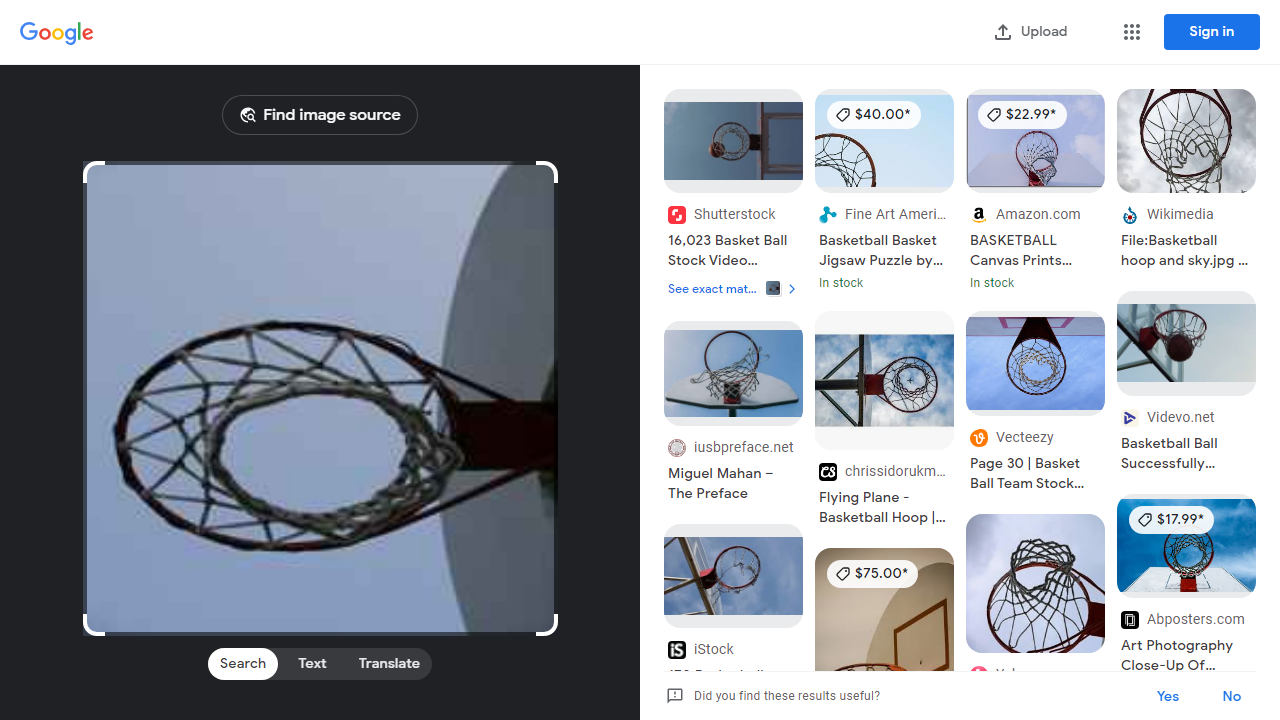 Google
Upload
Sign in
Find image source
Search
Text
Translate
Shutterstock
16,023 Basket Ball
Stock Video...
See exact mat...
$40.00*
Fine Art Ameri...
Basketball Basket
Jigsaw Puzzle by...
In stock
$22.99*
Amazon.com
BASKETBALL
Canvas Prints...
In stock
Wikimedia
File:Basketball
hoop and sky.jpg ...
iusbpreface.net
Miguel Mahan –
The Preface
chrissidorukm...
Flying Plane -
Basketball Hoop |...
Vecteezy
Page 30 | Basket
Ball Team Stock...
Videvo.net
Basketball Ball
Successfully...
iS
iStock
$75.00*
$17.99*
Abposters.com
Art Photography
Close-Up Of...
Did you find these results useful?
Yes
No